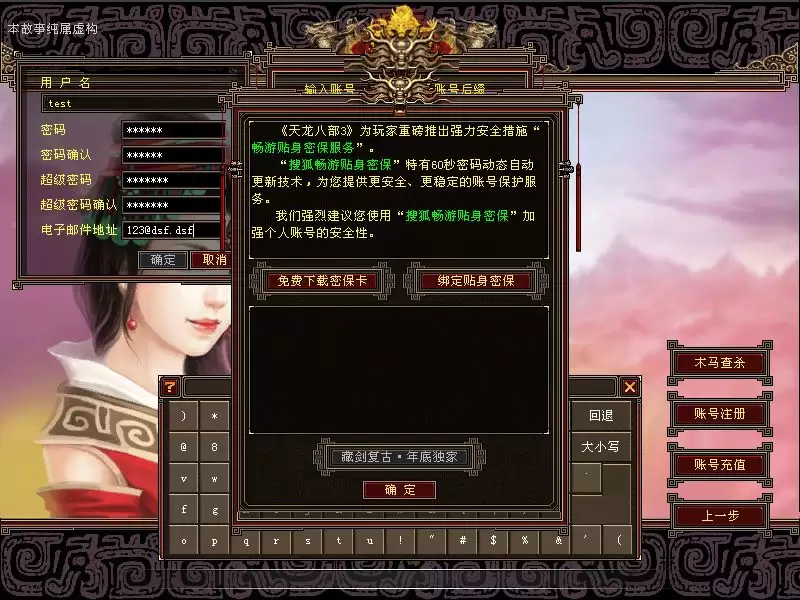 本故事纯属虚构
用 户 名
test
密码
******
密码确认
******
超级密码
*******
超级密码确认
*******
电子邮件地址
123@dsf.dsf
确定
取消
输入账号
账号后缀
《天龙八部3》为玩家重磅推出强力安全措施“
畅游贴身密保服务”。
“搜狐畅游贴身密保”特有60秒密码动态自动
更新技术，为您提供更安全、更稳定的账号保护服
务。
我们强烈建议您使用“搜狐畅游贴身密保”加
强个人账号的安全性。
免费下载密保卡
绑定贴身密保
藏剑复古·年底独家
确 定
木马查杀
账号注册
账号充值
上一步
?
) *
回退
@ 8
大小写
v w
f g
o p q r s t u ! “ # $ % & ’ (